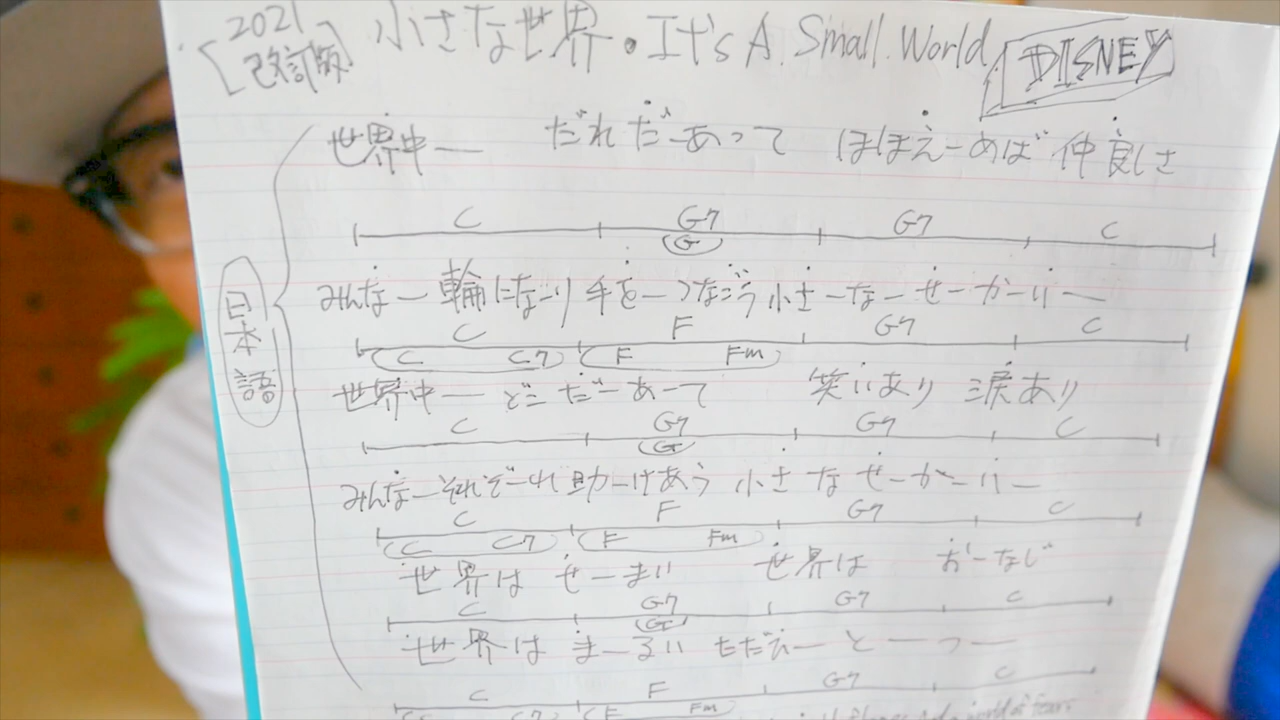 2021
改訂版
小さな世界・It's A Small World DISNEY
世界中ー だれだーあって ほほえーめば 仲良しさ
C G7 G7 C
G
みんなー輪になーり手をーつなごう小さーなーせーかーいー
C F G7 C
C C7 F Fm
日本語
世界中ー どこだーあーって 笑いあり 涙あり
C G7 G7 C
G
みんなーそれぞーれ助ーけあう 小さなせーかーいー
C F G7 C
C C7 F Fm
世界は せーまい 世界は おーなじ
C G7 G7 C
G
世界は まーるい ただひーとーつー
C F G7 C
C C7 F Fm